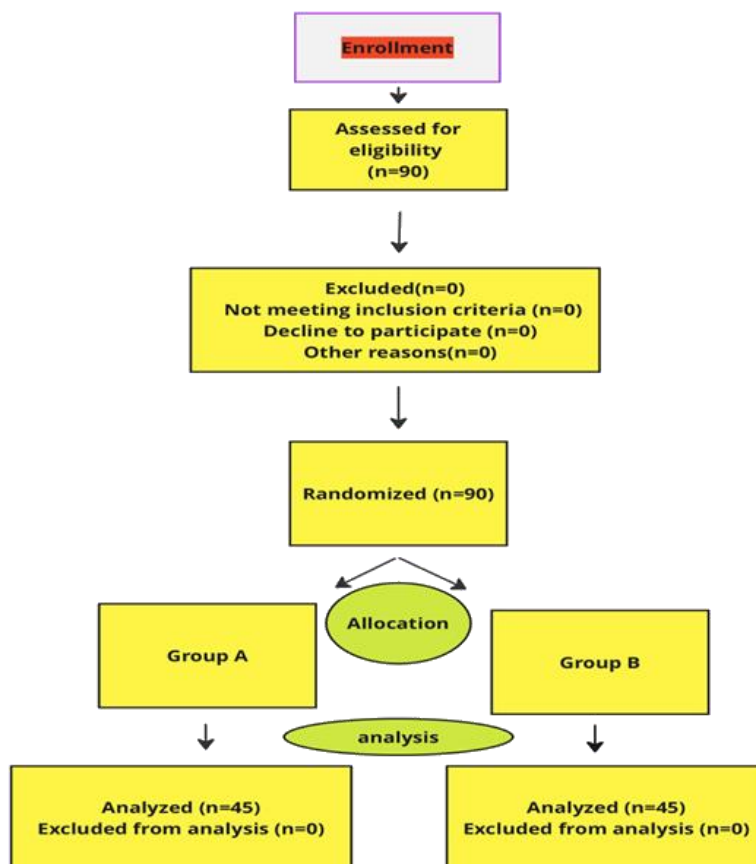 Enrollment
Assessed for
eligibility
(n=90)
Excluded(n=0)
Not meeting inclusion criteria (n=0)
Decline to participate (n=0)
Other reasons(n=0)
Randomized (n=90)
Allocation
Group A
Group B
analysis
Analyzed (n=45)
Excluded from analysis (n=0)
Analyzed (n=45)
Excluded from analysis (n=0)